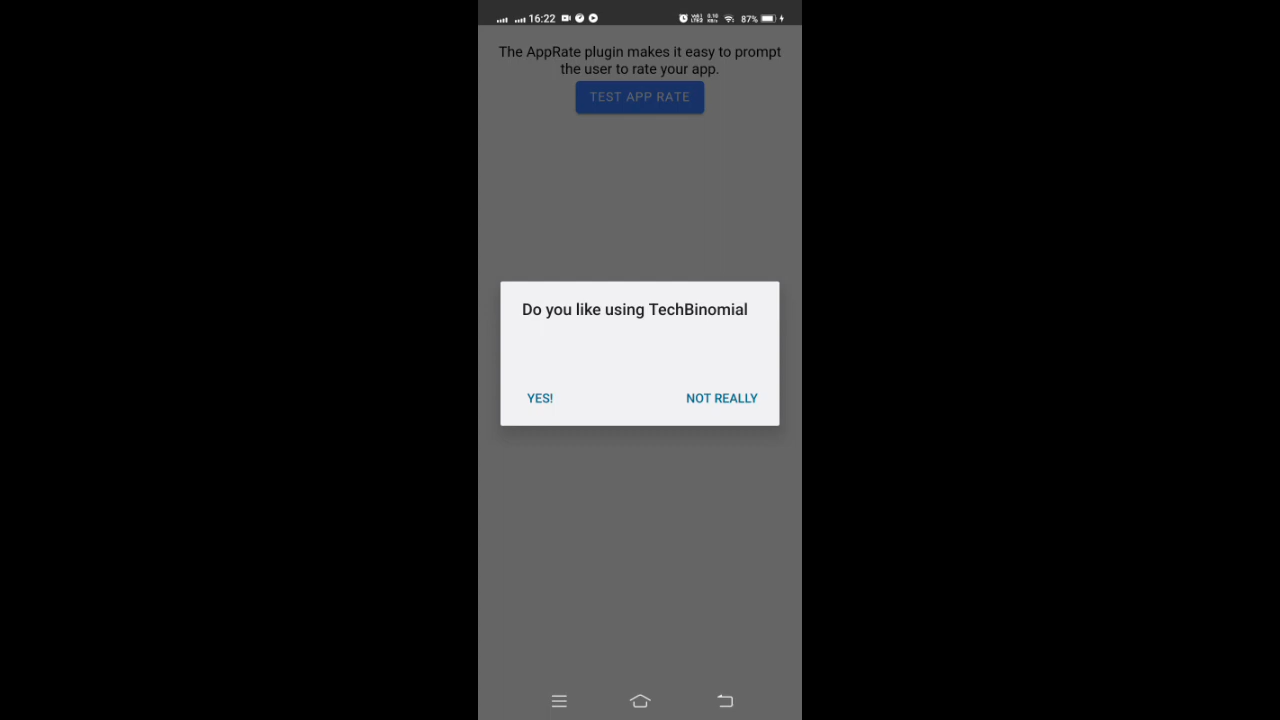 16:22 87%
The AppRate plugin makes it easy to prompt
the user to rate your app.
TEST APP RATE
Do you like using TechBinomial
YES! NOT REALLY